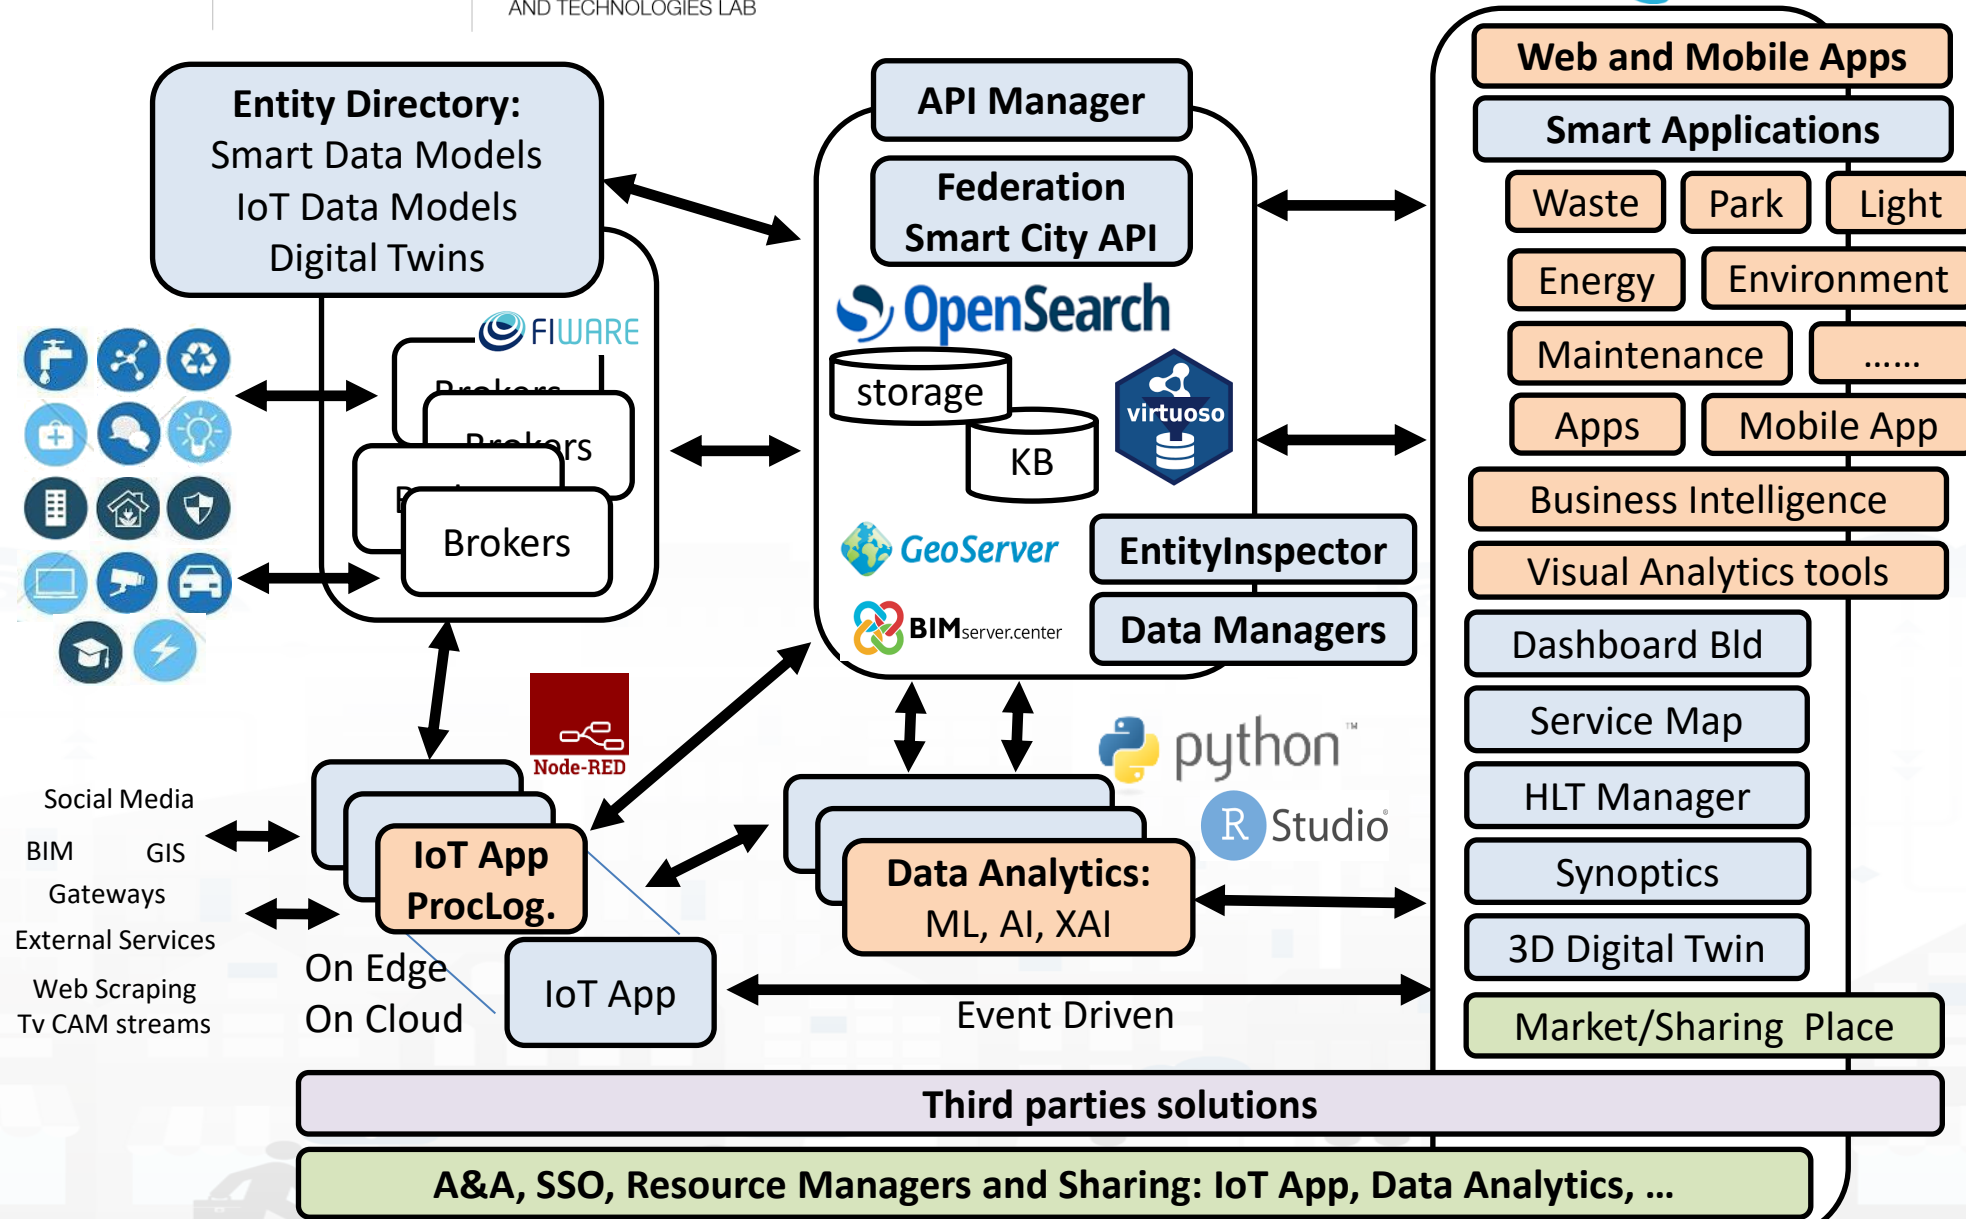 AND TECHNOLOGIES LAB
Entity Directory:
Smart Data Models
IoT Data Models
Digital Twins
FIWARE
Brokers
Brokers
Brokers
API Manager
Federation
Smart City API
OpenSearch
storage
KB
virtuoso
GeoServer
EntityInspector
BIMserver.center
Data Managers
Node-RED
python™
R Studio
Social Media
BIM
GIS
Gateways
External Services
Web Scraping
Tv CAM streams
IoT App
ProcLog.
On Edge
On Cloud
IoT App
Data Analytics:
ML, AI, XAI
Event Driven
Web and Mobile Apps
Smart Applications
Waste
Park
Light
Energy
Environment
Maintenance
......
Apps
Mobile App
Business Intelligence
Visual Analytics tools
Dashboard Bld
Service Map
HLT Manager
Synoptics
3D Digital Twin
Market/Sharing Place
Third parties solutions
A&A, SSO, Resource Managers and Sharing: IoT App, Data Analytics, ...